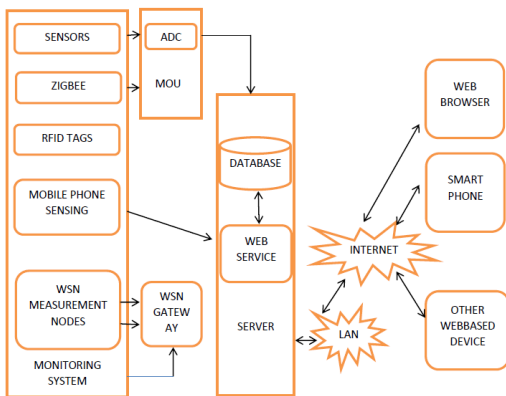 SENSORS
ZIGBEE
RFID TAGS
MOBILE PHONE
SENSING
WSN
MEASUREMENT
NODES
MONITORING
SYSTEM
ADC
MOU
WSN
GATEW
AY
DATABASE
WEB
SERVICE
SERVER
INTERNET
LAN
WEB
BROWSER
SMART
PHONE
OTHER
WEBBASED
DEVICE